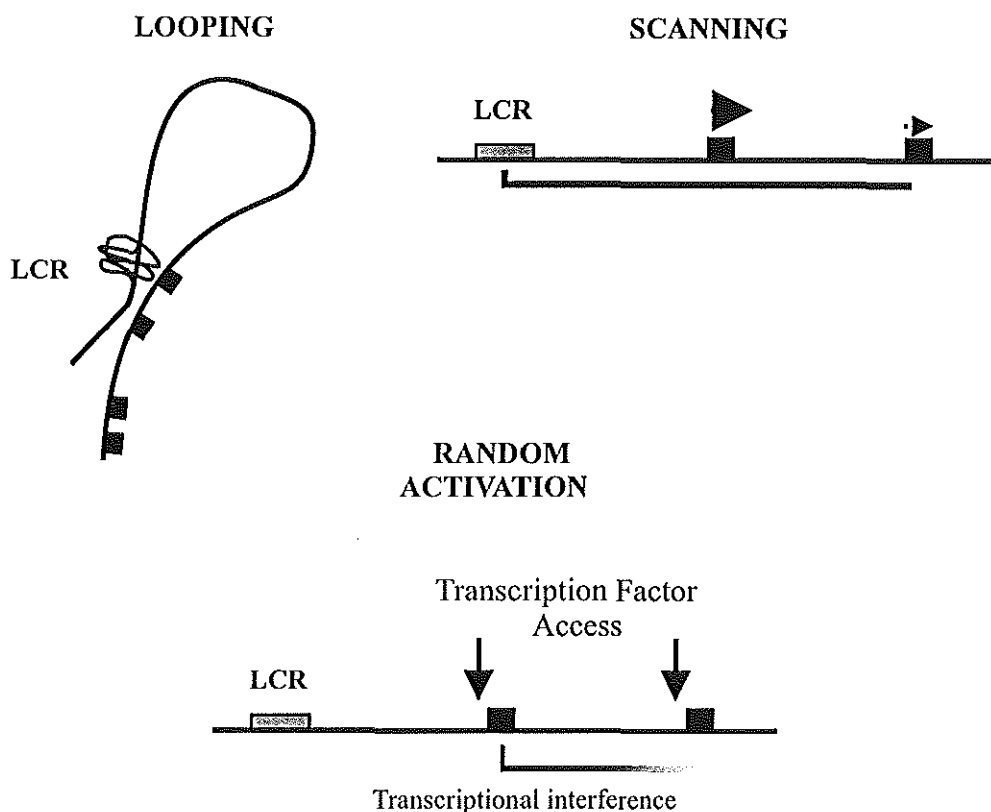 LOOPING
LCR
SCANNING
LCR
RANDOM
ACTIVATION
Transcription Factor
Access
LCR
Transcriptional interference